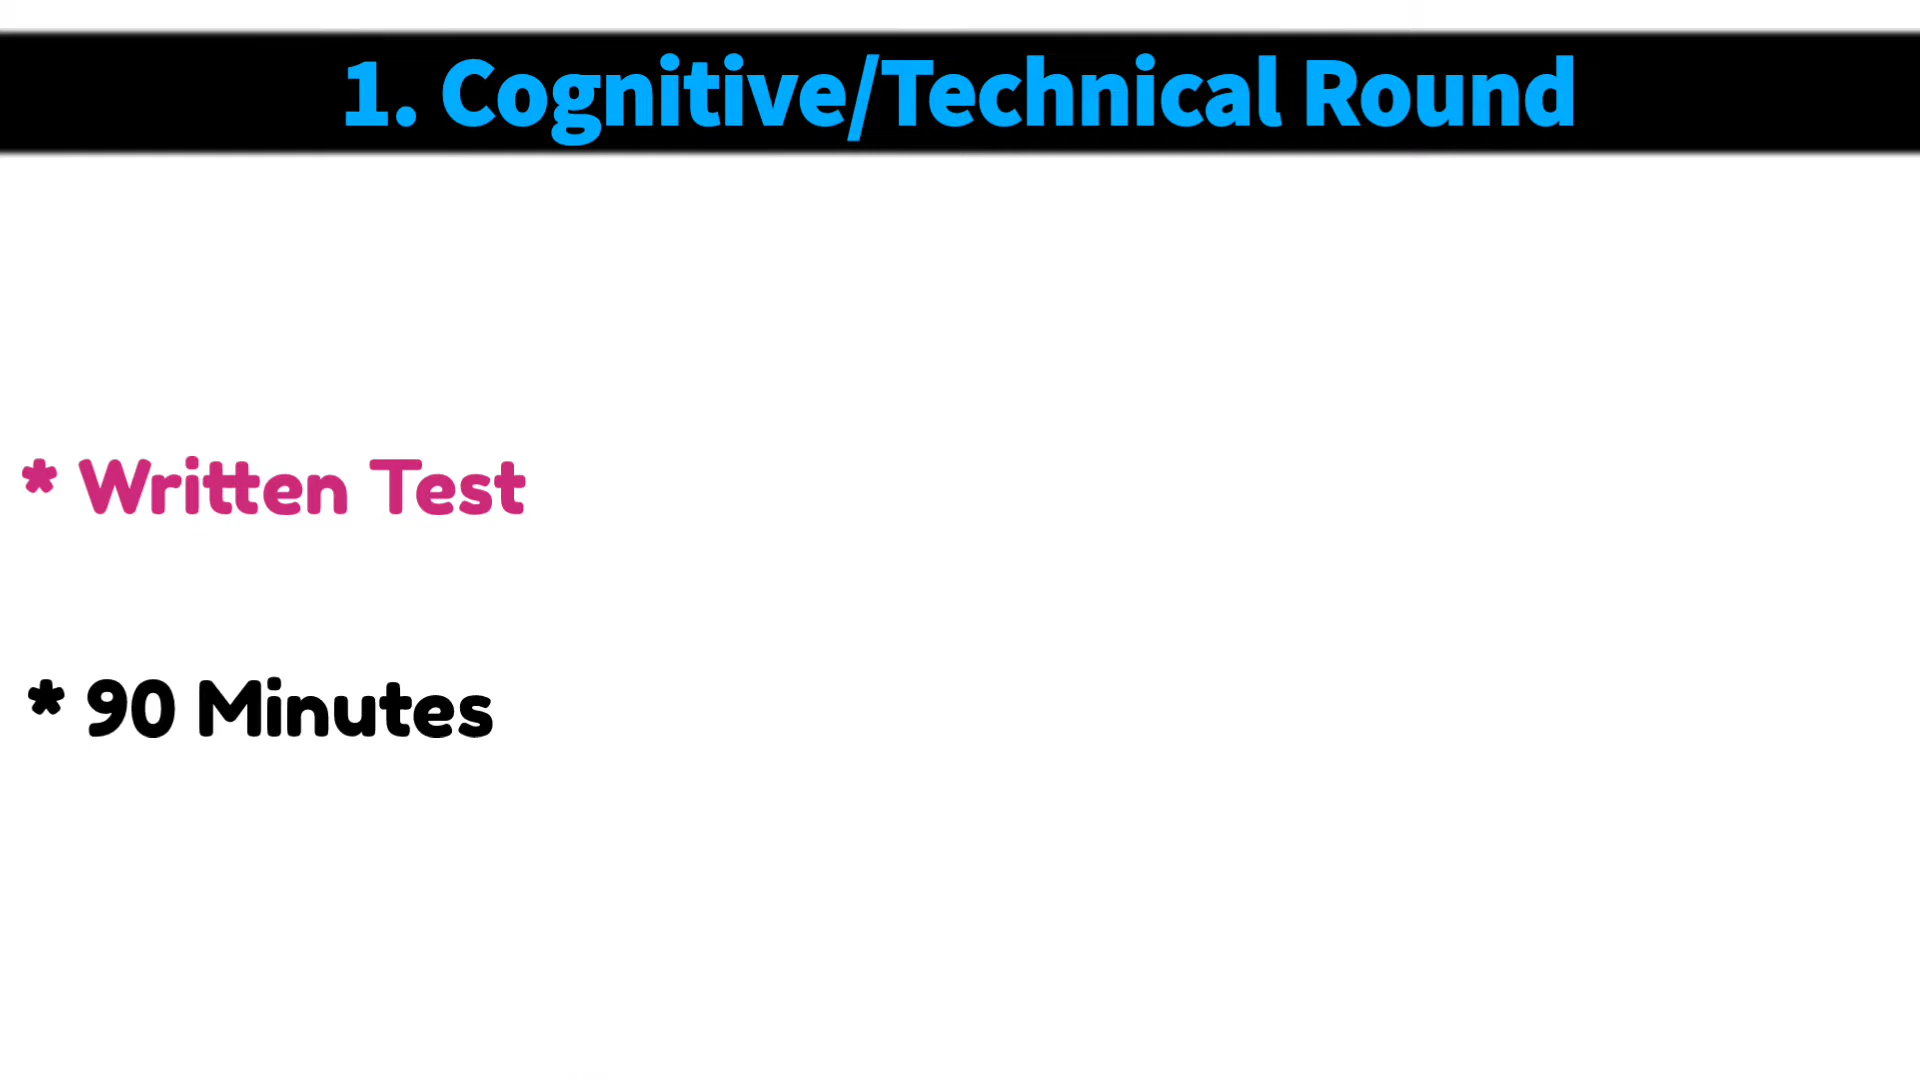 1. Cognitive/Technical Round
* Written Test
* 90 Minutes